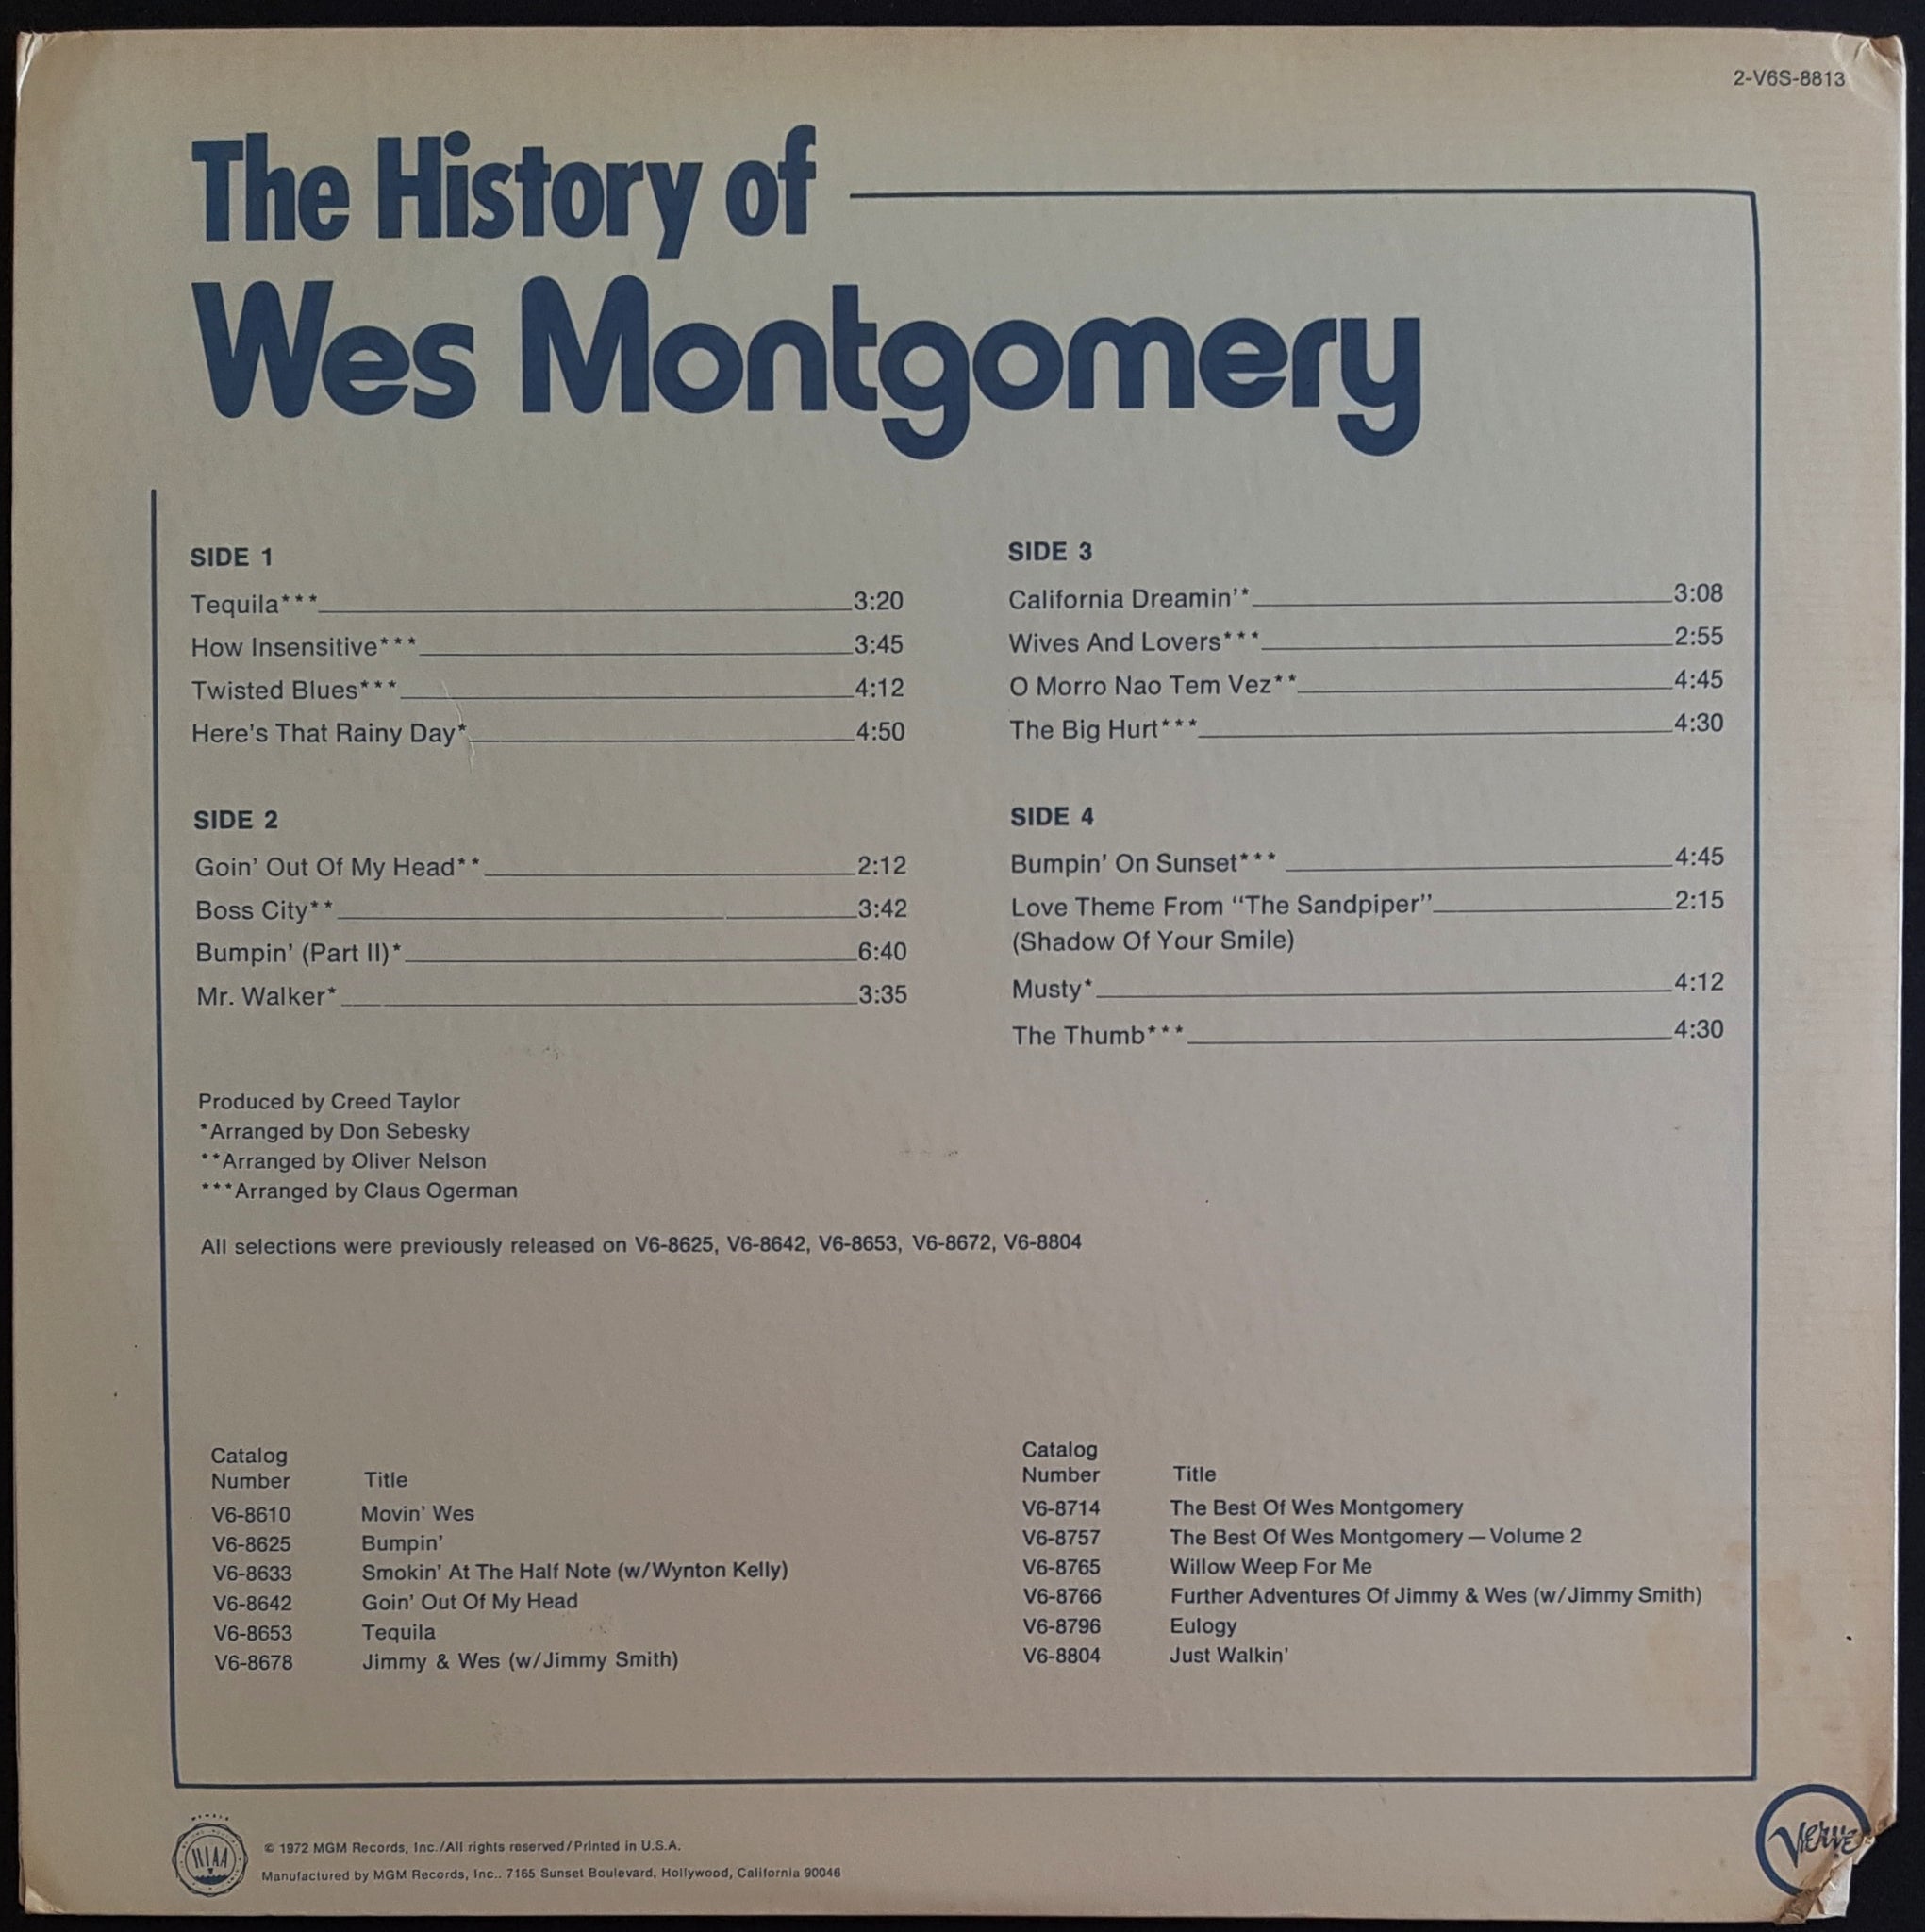 2-V6S-8813
The History of
Wes Montgomery
SIDE 1
Tequila*** 3:20
How Insensitive*** 3:45
Twisted Blues*** 4:12
Here's That Rainy Day* 4:50
SIDE 2
Goin' Out Of My Head** 2:12
Boss City** 3:42
Bumpin' (Part II)* 6:40
Mr. Walker* 3:35
SIDE 3
California Dreamin'* 3:08
Wives And Lovers*** 2:55
O Morro Nao Tem Vez** 4:45
The Big Hurt*** 4:30
SIDE 4
Bumpin' On Sunset*** 4:45
Love Theme From "The Sandpiper" 2:15
(Shadow Of Your Smile)
Musty* 4:12
The Thumb*** 4:30
Produced by Creed Taylor
*Arranged by Don Sebesky
**Arranged by Oliver Nelson
***Arranged by Claus Ogerman
All selections were previously released on V6-8625, V6-8642, V6-8653, V6-8672, V6-8804
Catalog
Number Title
V6-8610 Movin' Wes
V6-8625 Bumpin'
V6-8633 Smokin' At The Half Note (w/Wynton Kelly)
V6-8642 Goin' Out Of My Head
V6-8653 Tequila
V6-8678 Jimmy & Wes (w/Jimmy Smith)
Catalog
Number Title
V6-8714 The Best Of Wes Montgomery
V6-8757 The Best Of Wes Montgomery — Volume 2
V6-8765 Willow Weep For Me
V6-8766 Further Adventures Of Jimmy & Wes (w/Jimmy Smith)
V6-8796 Eulogy
V6-8804 Just Walkin'
RIAA
© 1972 MGM Records, Inc./All rights reserved/Printed in U.S.A.
Manufactured by MGM Records, Inc.. 7165 Sunset Boulevard, Hollywood, California 90046
Verve